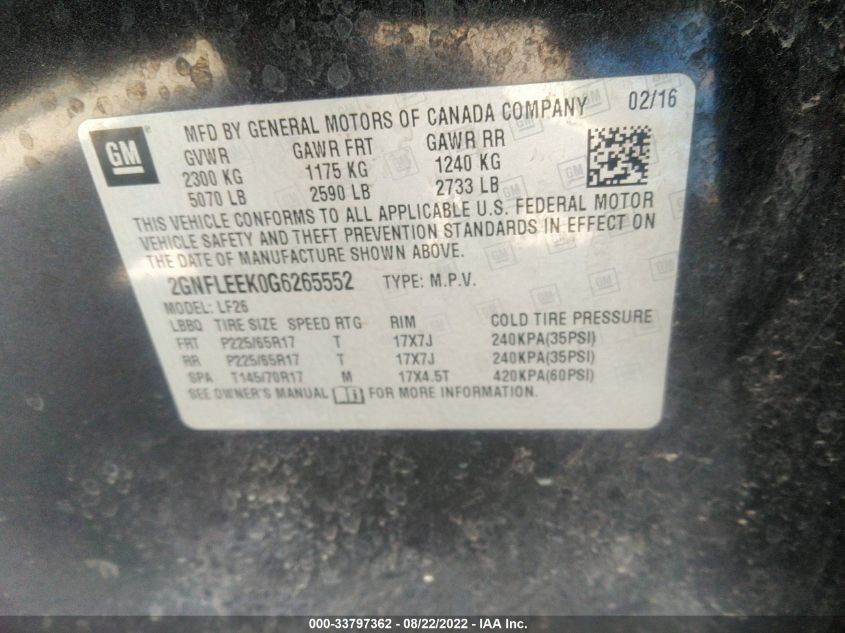 GM
MFD BY GENERAL MOTORS OF CANADA COMPANY 02/16
GVWR GAWR FRT GAWR RR
2300 KG 1175 KG 1240 KG
5070 LB 2590 LB 2733 LB
THIS VEHICLE CONFORMS TO ALL APPLICABLE U.S. FEDERAL MOTOR
VEHICLE SAFETY AND THEFT PREVENTION STANDARDS IN EFFECT ON
THE DATE OF MANUFACTURE SHOWN ABOVE.
2GNFLEEK0G6265552 TYPE: M.P.V.
MODEL: LF26
LBBQ TIRE SIZE SPEED RTG RIM COLD TIRE PRESSURE
FRT P225/65R17 T 17X7J 240KPA(35PSI)
RR P225/65R17 T 17X7J 240KPA(35PSI)
SPA T145/70R17 M 17X4.5T 420KPA(60PSI)
SEE OWNER'S MANUAL FOR MORE INFORMATION.
000-33797362 - 08/22/2022 - IAA Inc.